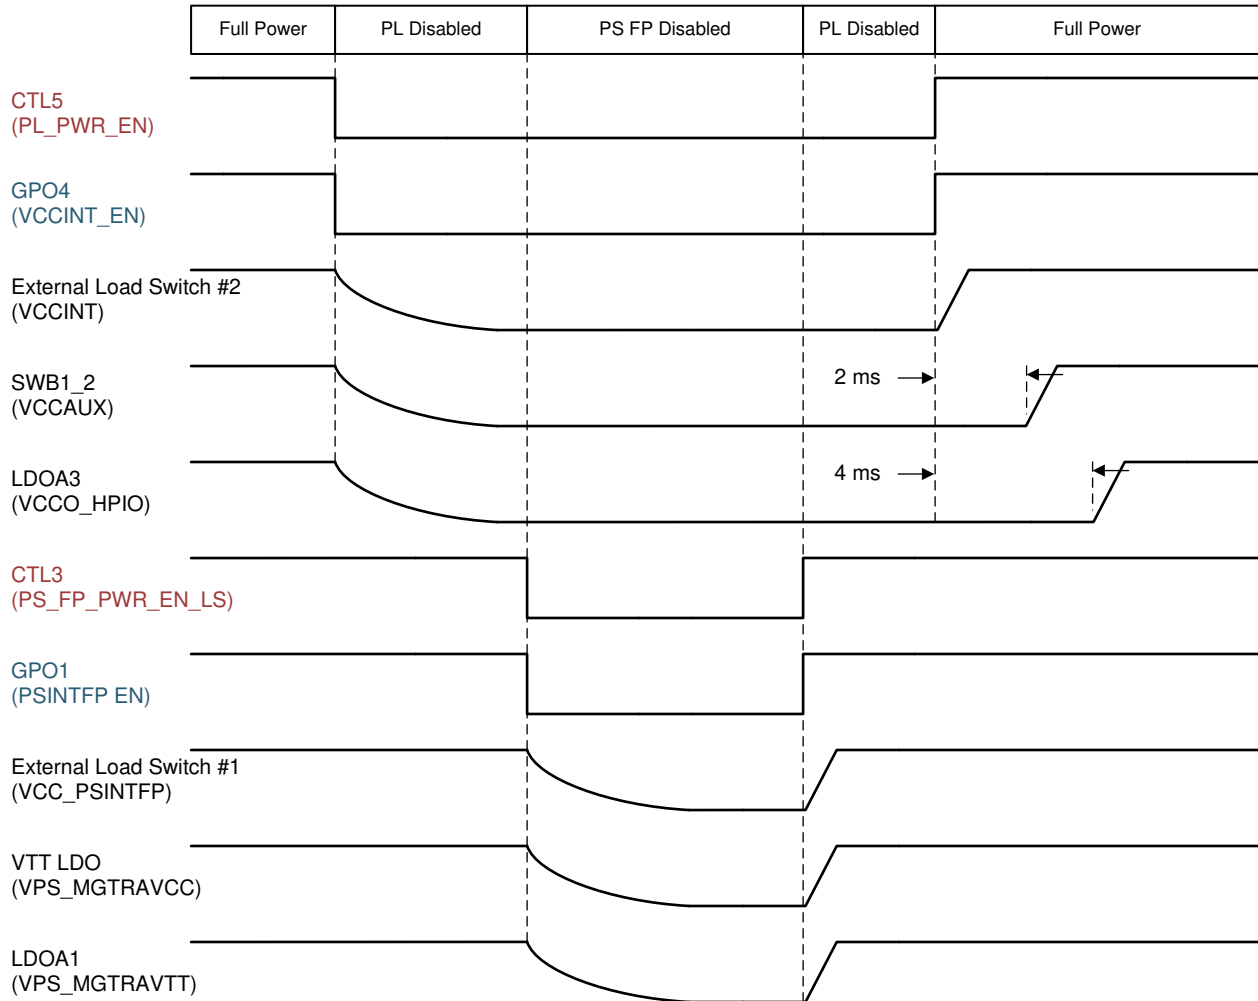 Full Power PL Disabled PS FP Disabled PL Disabled Full Power
CTL5
(PL_PWR_EN)
GPO4
(VCCINT_EN)
External Load Switch #2
(VCCINT)
SWB1_2
(VCCAUX)
2 ms
LDOA3
(VCCO_HPIO)
4 ms
CTL3
(PS_FP_PWR_EN_LS)
GPO1
(PSINTFP EN)
External Load Switch #1
(VCC_PSINTFP)
VTT LDO
(VPS_MGTRAVCC)
LDOA1
(VPS_MGTRAVTT)